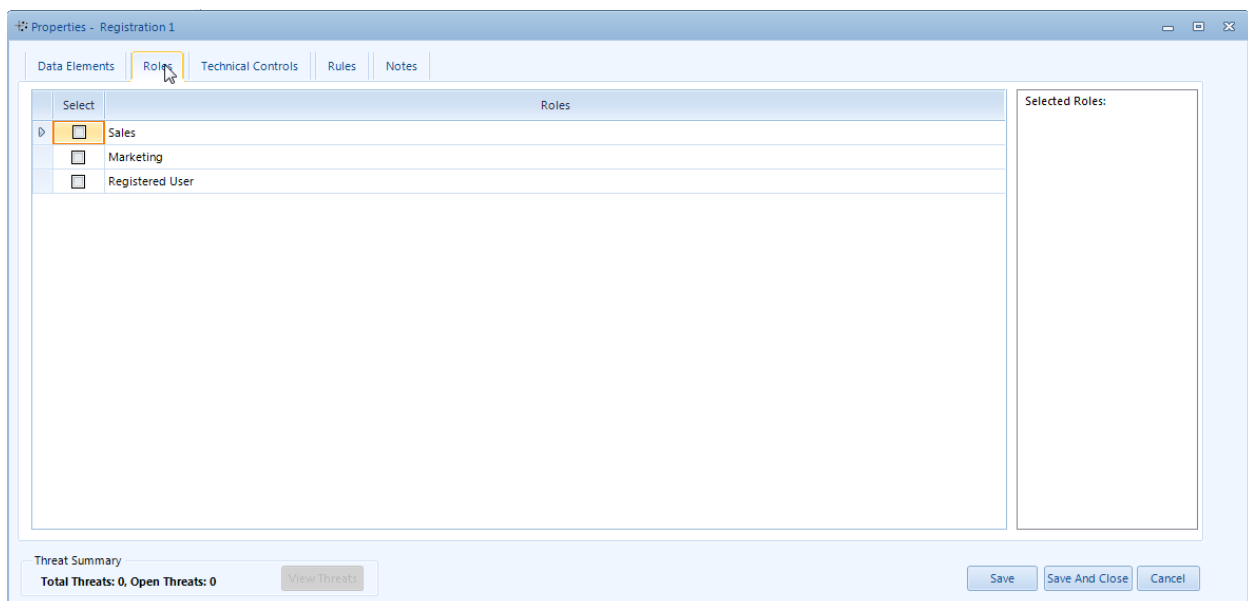 Properties - Registration 1
Data Elements Roles Technical Controls Rules Notes
Select Roles Selected Roles:
Sales
Marketing
Registered User
Threat Summary
Total Threats: 0, Open Threats: 0 View Threats Save Save And Close Cancel